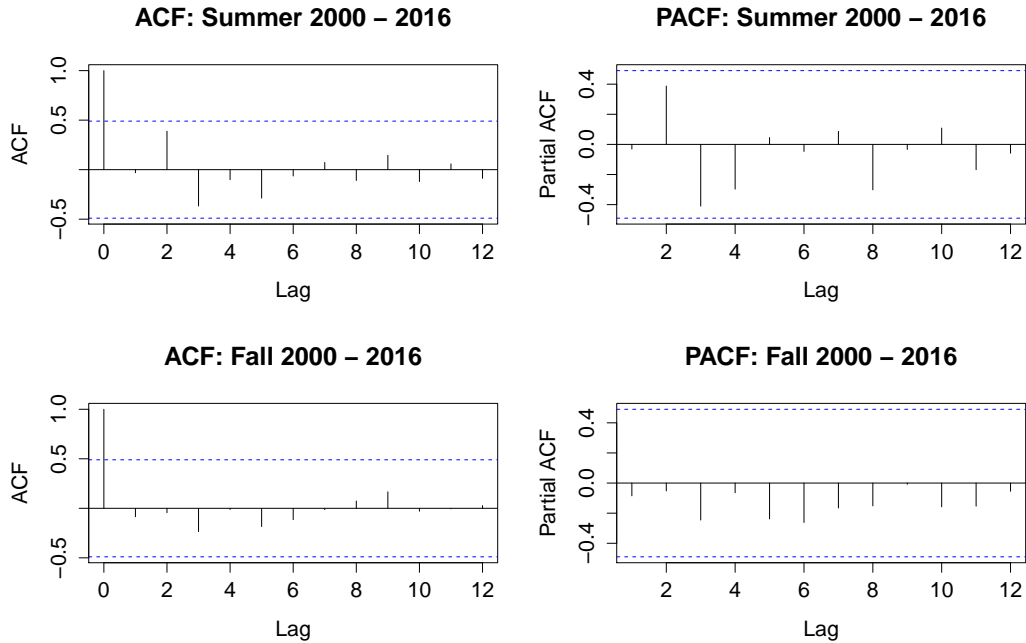 ACF: Summer 2000 − 2016
ACF
1.0
0.5
−0.5
0 2 4 6 8 10 12
Lag
PACF: Summer 2000 − 2016
Partial ACF
0.4
0.0
−0.4
2 4 6 8 10 12
Lag
ACF: Fall 2000 − 2016
ACF
1.0
0.5
−0.5
0 2 4 6 8 10 12
Lag
PACF: Fall 2000 − 2016
Partial ACF
0.4
0.0
−0.4
2 4 6 8 10 12
Lag